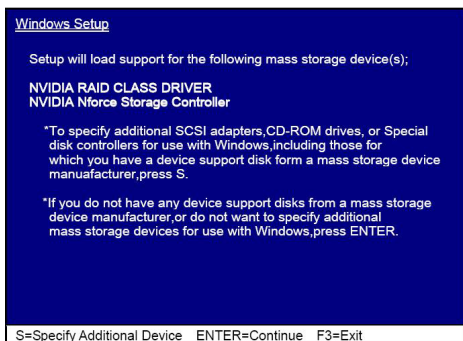 Windows Setup
Setup will load support for the following mass storage device(s);
NVIDIA RAID CLASS DRIVER
NVIDIA Nforce Storage Controller
*To specify additional SCSI adapters,CD-ROM drives, or Special
disk controllers for use with Windows,including those for
which you have a device support disk form a mass storage device
manuafacturer,press S.
*If you do not have any device support disks from a mass storage
device manufacturer,or do not want to specify additional
mass storage devices for use with Windows,press ENTER.
S=Specify Additional Device ENTER=Continue F3=Exit